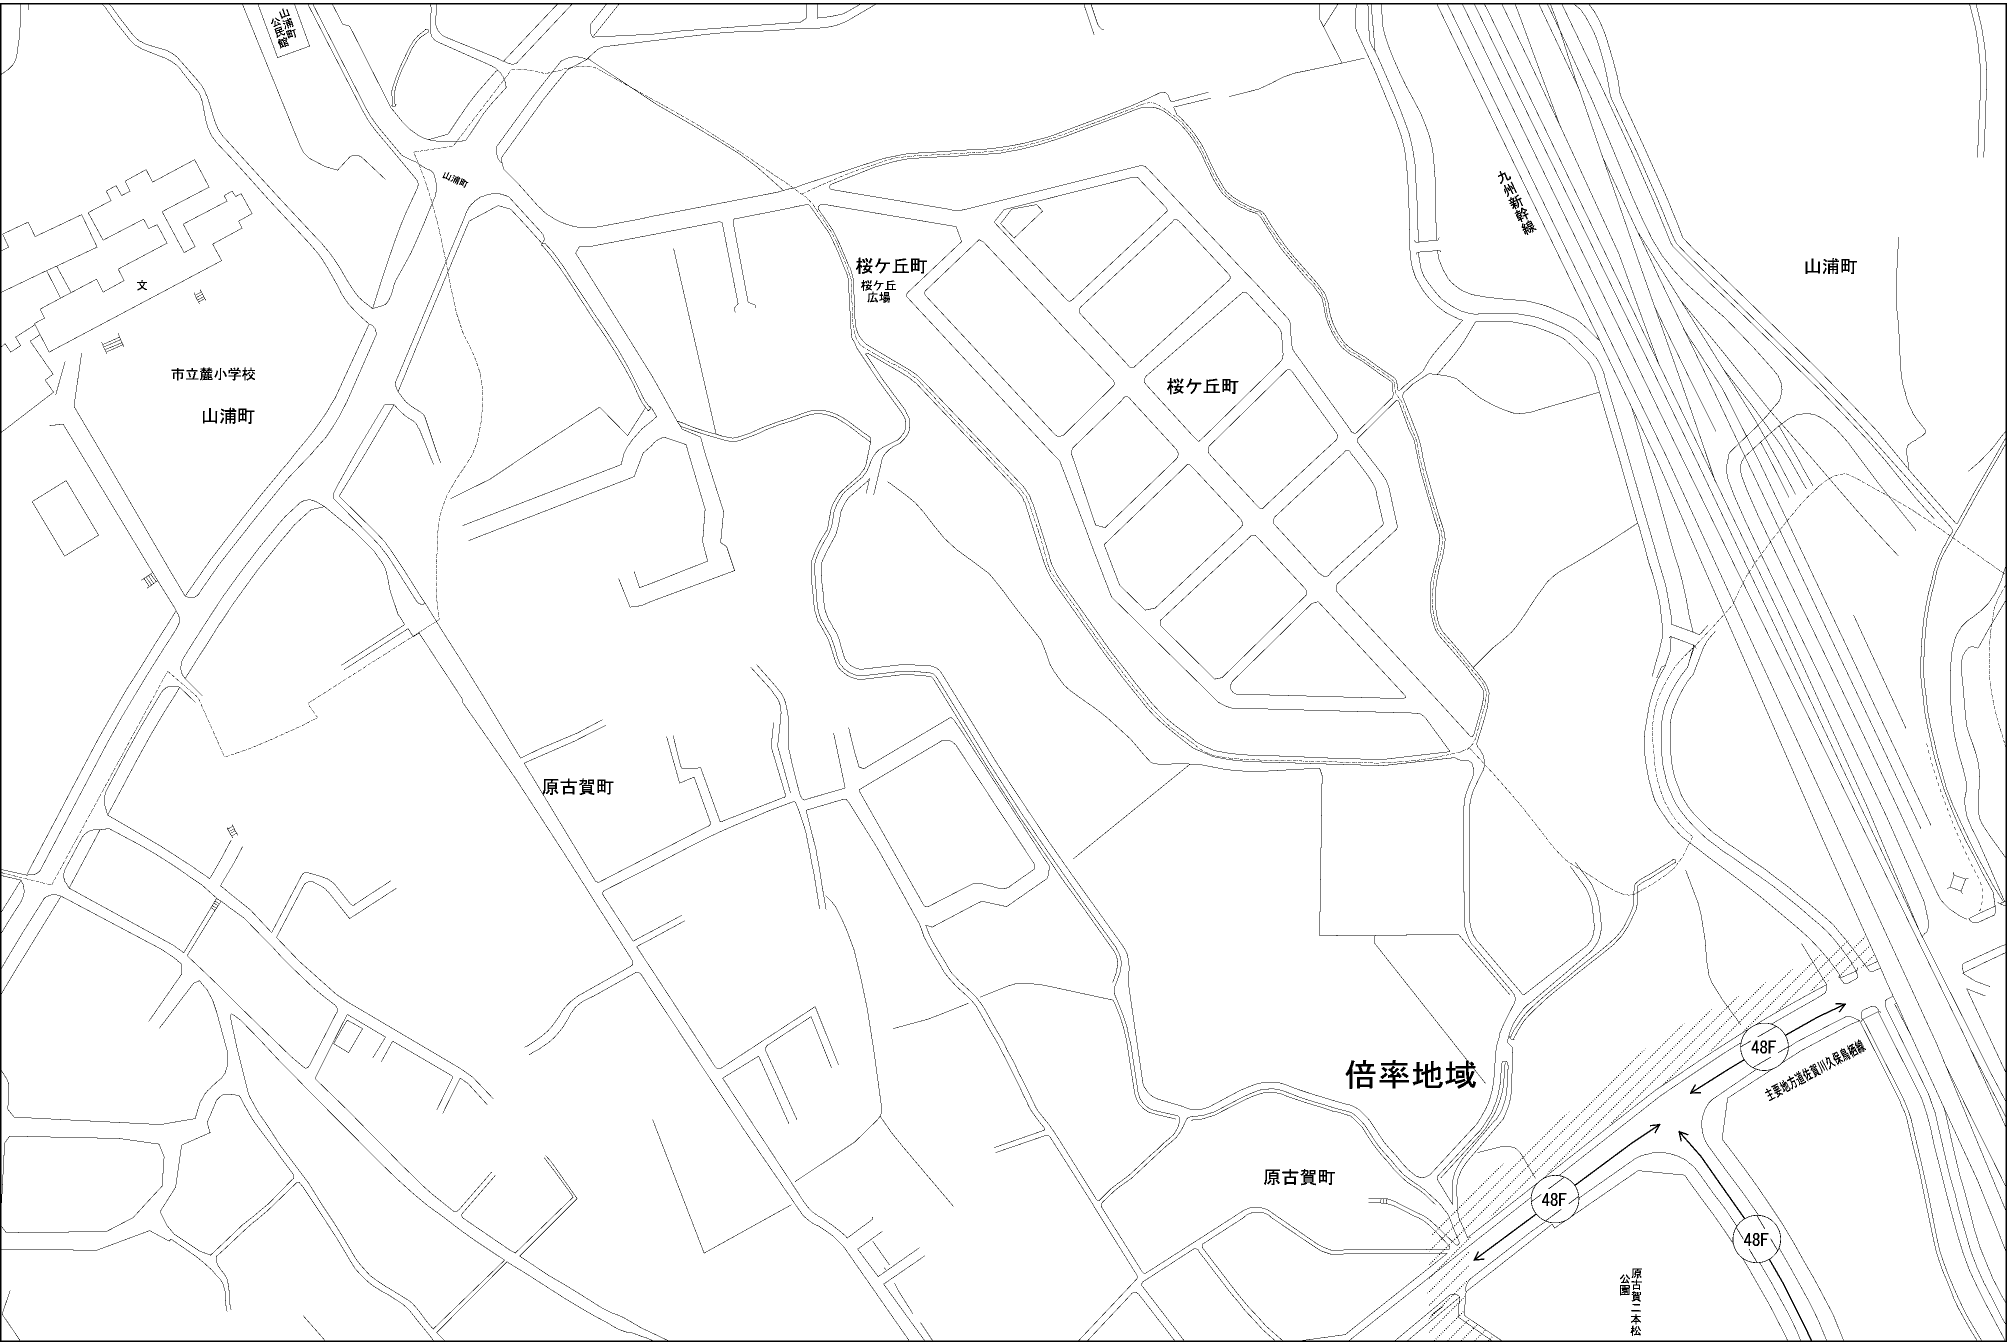 山浦町
公民館
山浦町
九州新幹線
山浦町
桜ケ丘町
桜ケ丘
広場
文
市立麓小学校
山浦町
桜ケ丘町
原古賀町
倍率地域
48F
主要地方道佐賀川久保鳥栖線
原古賀町
48F
48F
原古賀二本松
公園